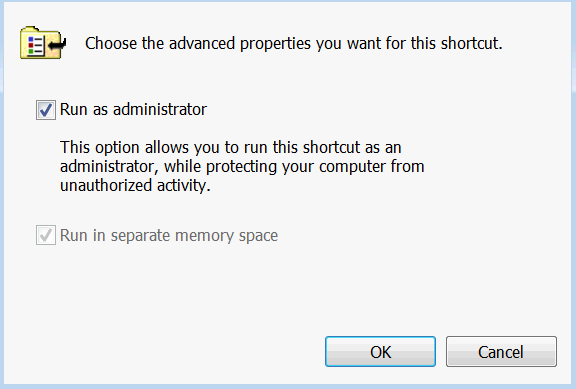 Choose the advanced properties you want for this shortcut.
Run as administrator
This option allows you to run this shortcut as an
administrator, while protecting your computer from
unauthorized activity.
Run in separate memory space
OK
Cancel